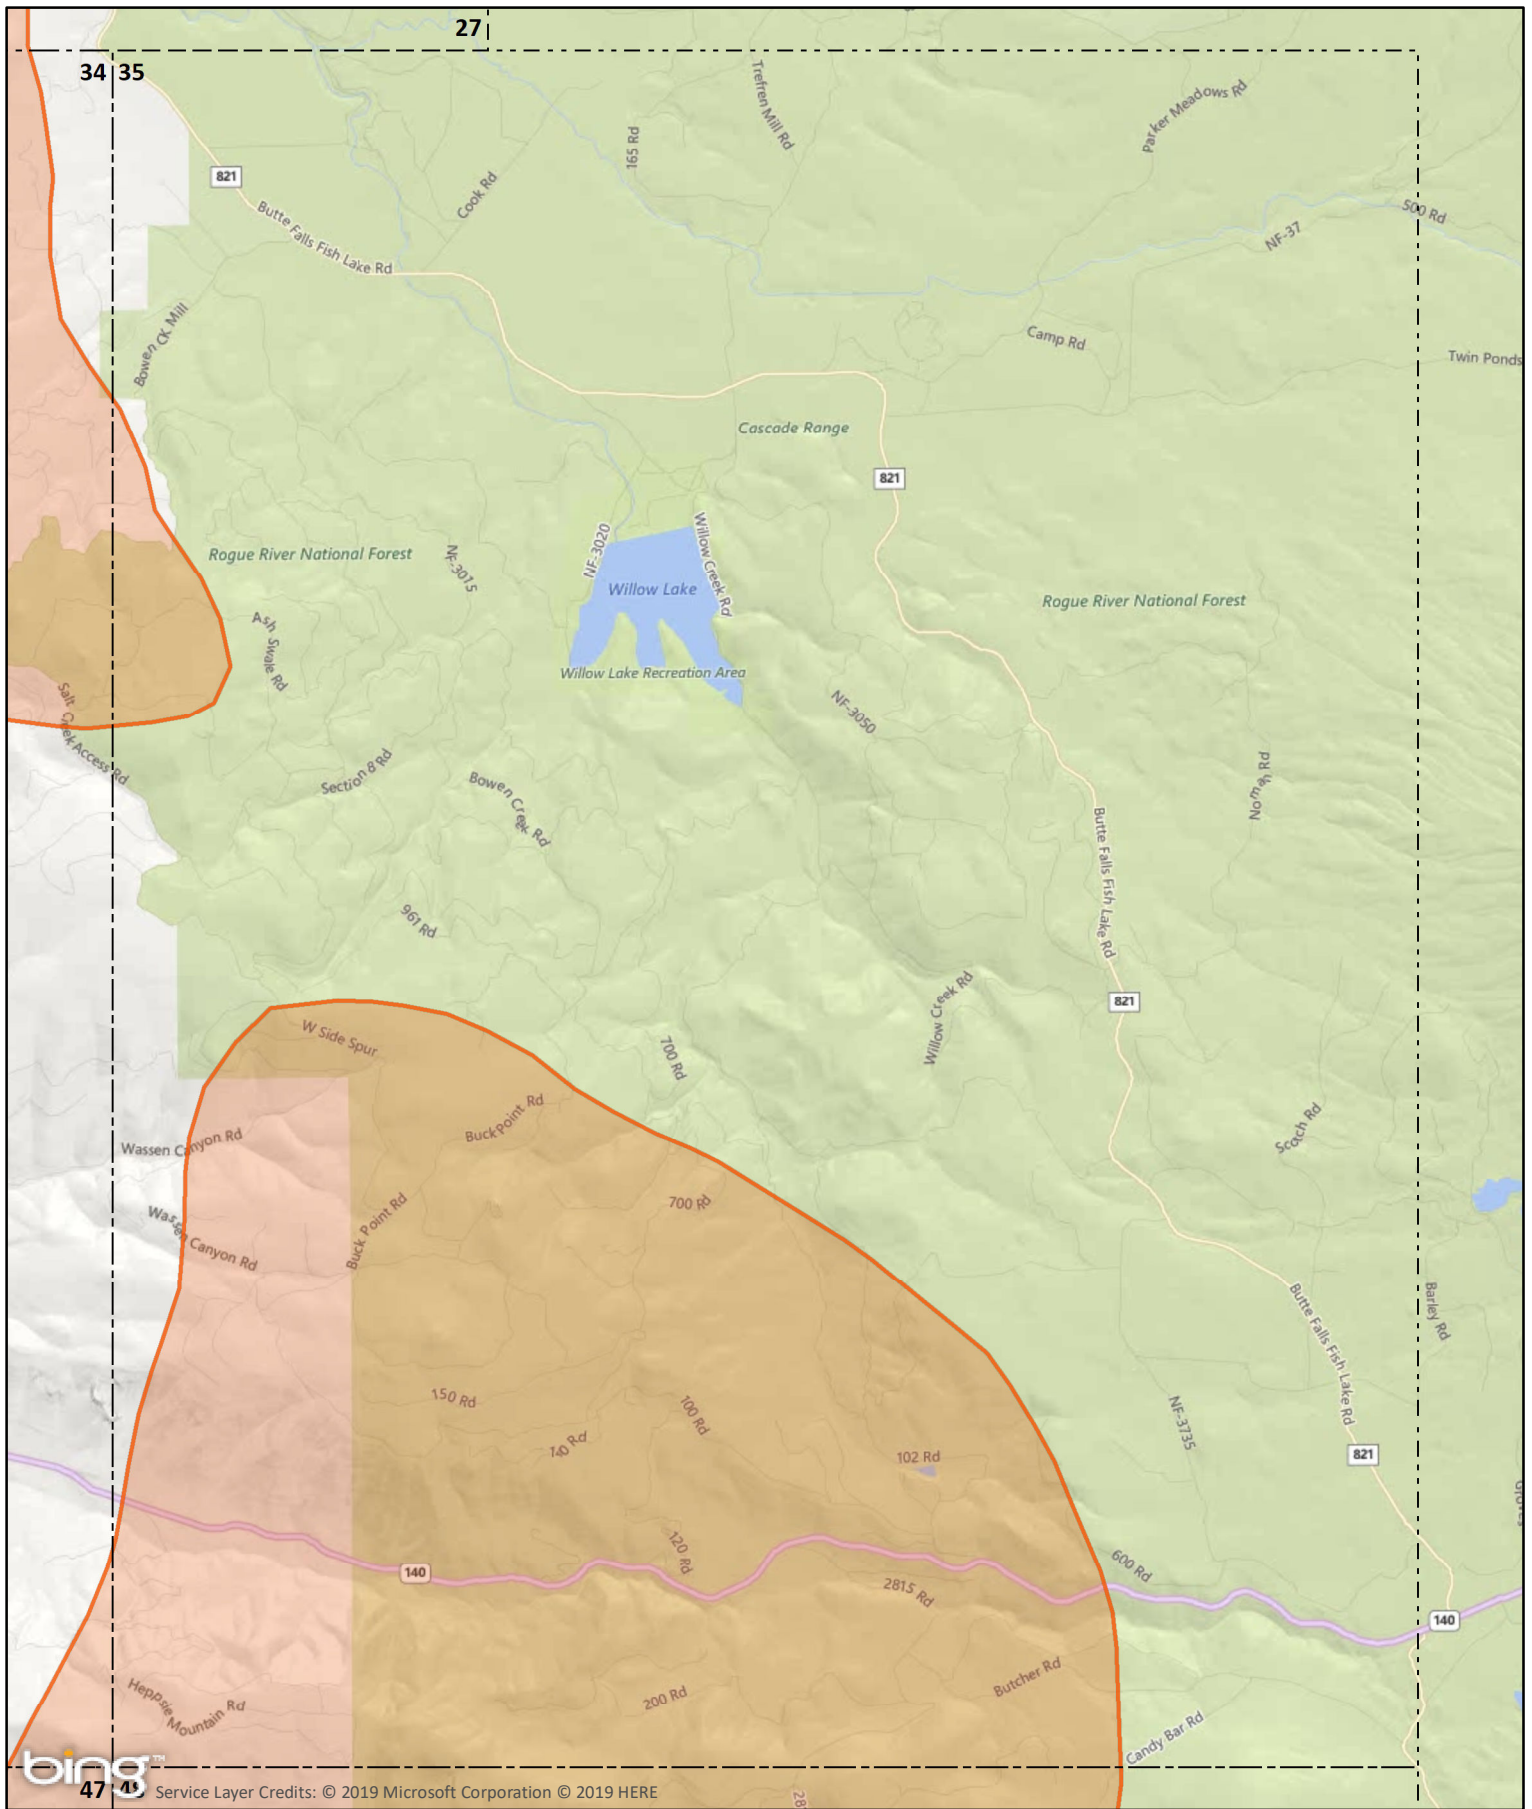 27
34 35
Trefren Mill Rd
Parker Meadows Rd
165 Rd
821
Cook Rd
Butte Falls Fish Lake Rd
500 Rd
NF-37
Bowen CK Mill
Camp Rd
Twin Ponds
Cascade Range
821
NF-3020
Willow Creek Rd
Rogue River National Forest
NF-3015
Willow Lake
Rogue River National Forest
Ash Swale Rd
Willow Lake Recreation Area
Salt Creek Access Rd
NF-3050
Section 8 Rd
Bowen Creek Rd
Nomah Rd
Butte Falls Fish Lake Rd
961 Rd
Willow Creek Rd
821
W Side Spur
700 Rd
Buck Point Rd
Wassen Canyon Rd
Scotch Rd
Buck Point Rd
700 Rd
Wassen Canyon Rd
Butte Falls Fish Lake Rd
Barley Rd
150 Rd
100 Rd
NF-3735
140 Rd
102 Rd
821
120 Rd
140
600 Rd
2815 Rd
140
Heppsie Mountain Rd
200 Rd
Butcher Rd
Candy Bar Rd
bing™
47 48 Service Layer Credits: © 2019 Microsoft Corporation © 2019 HERE